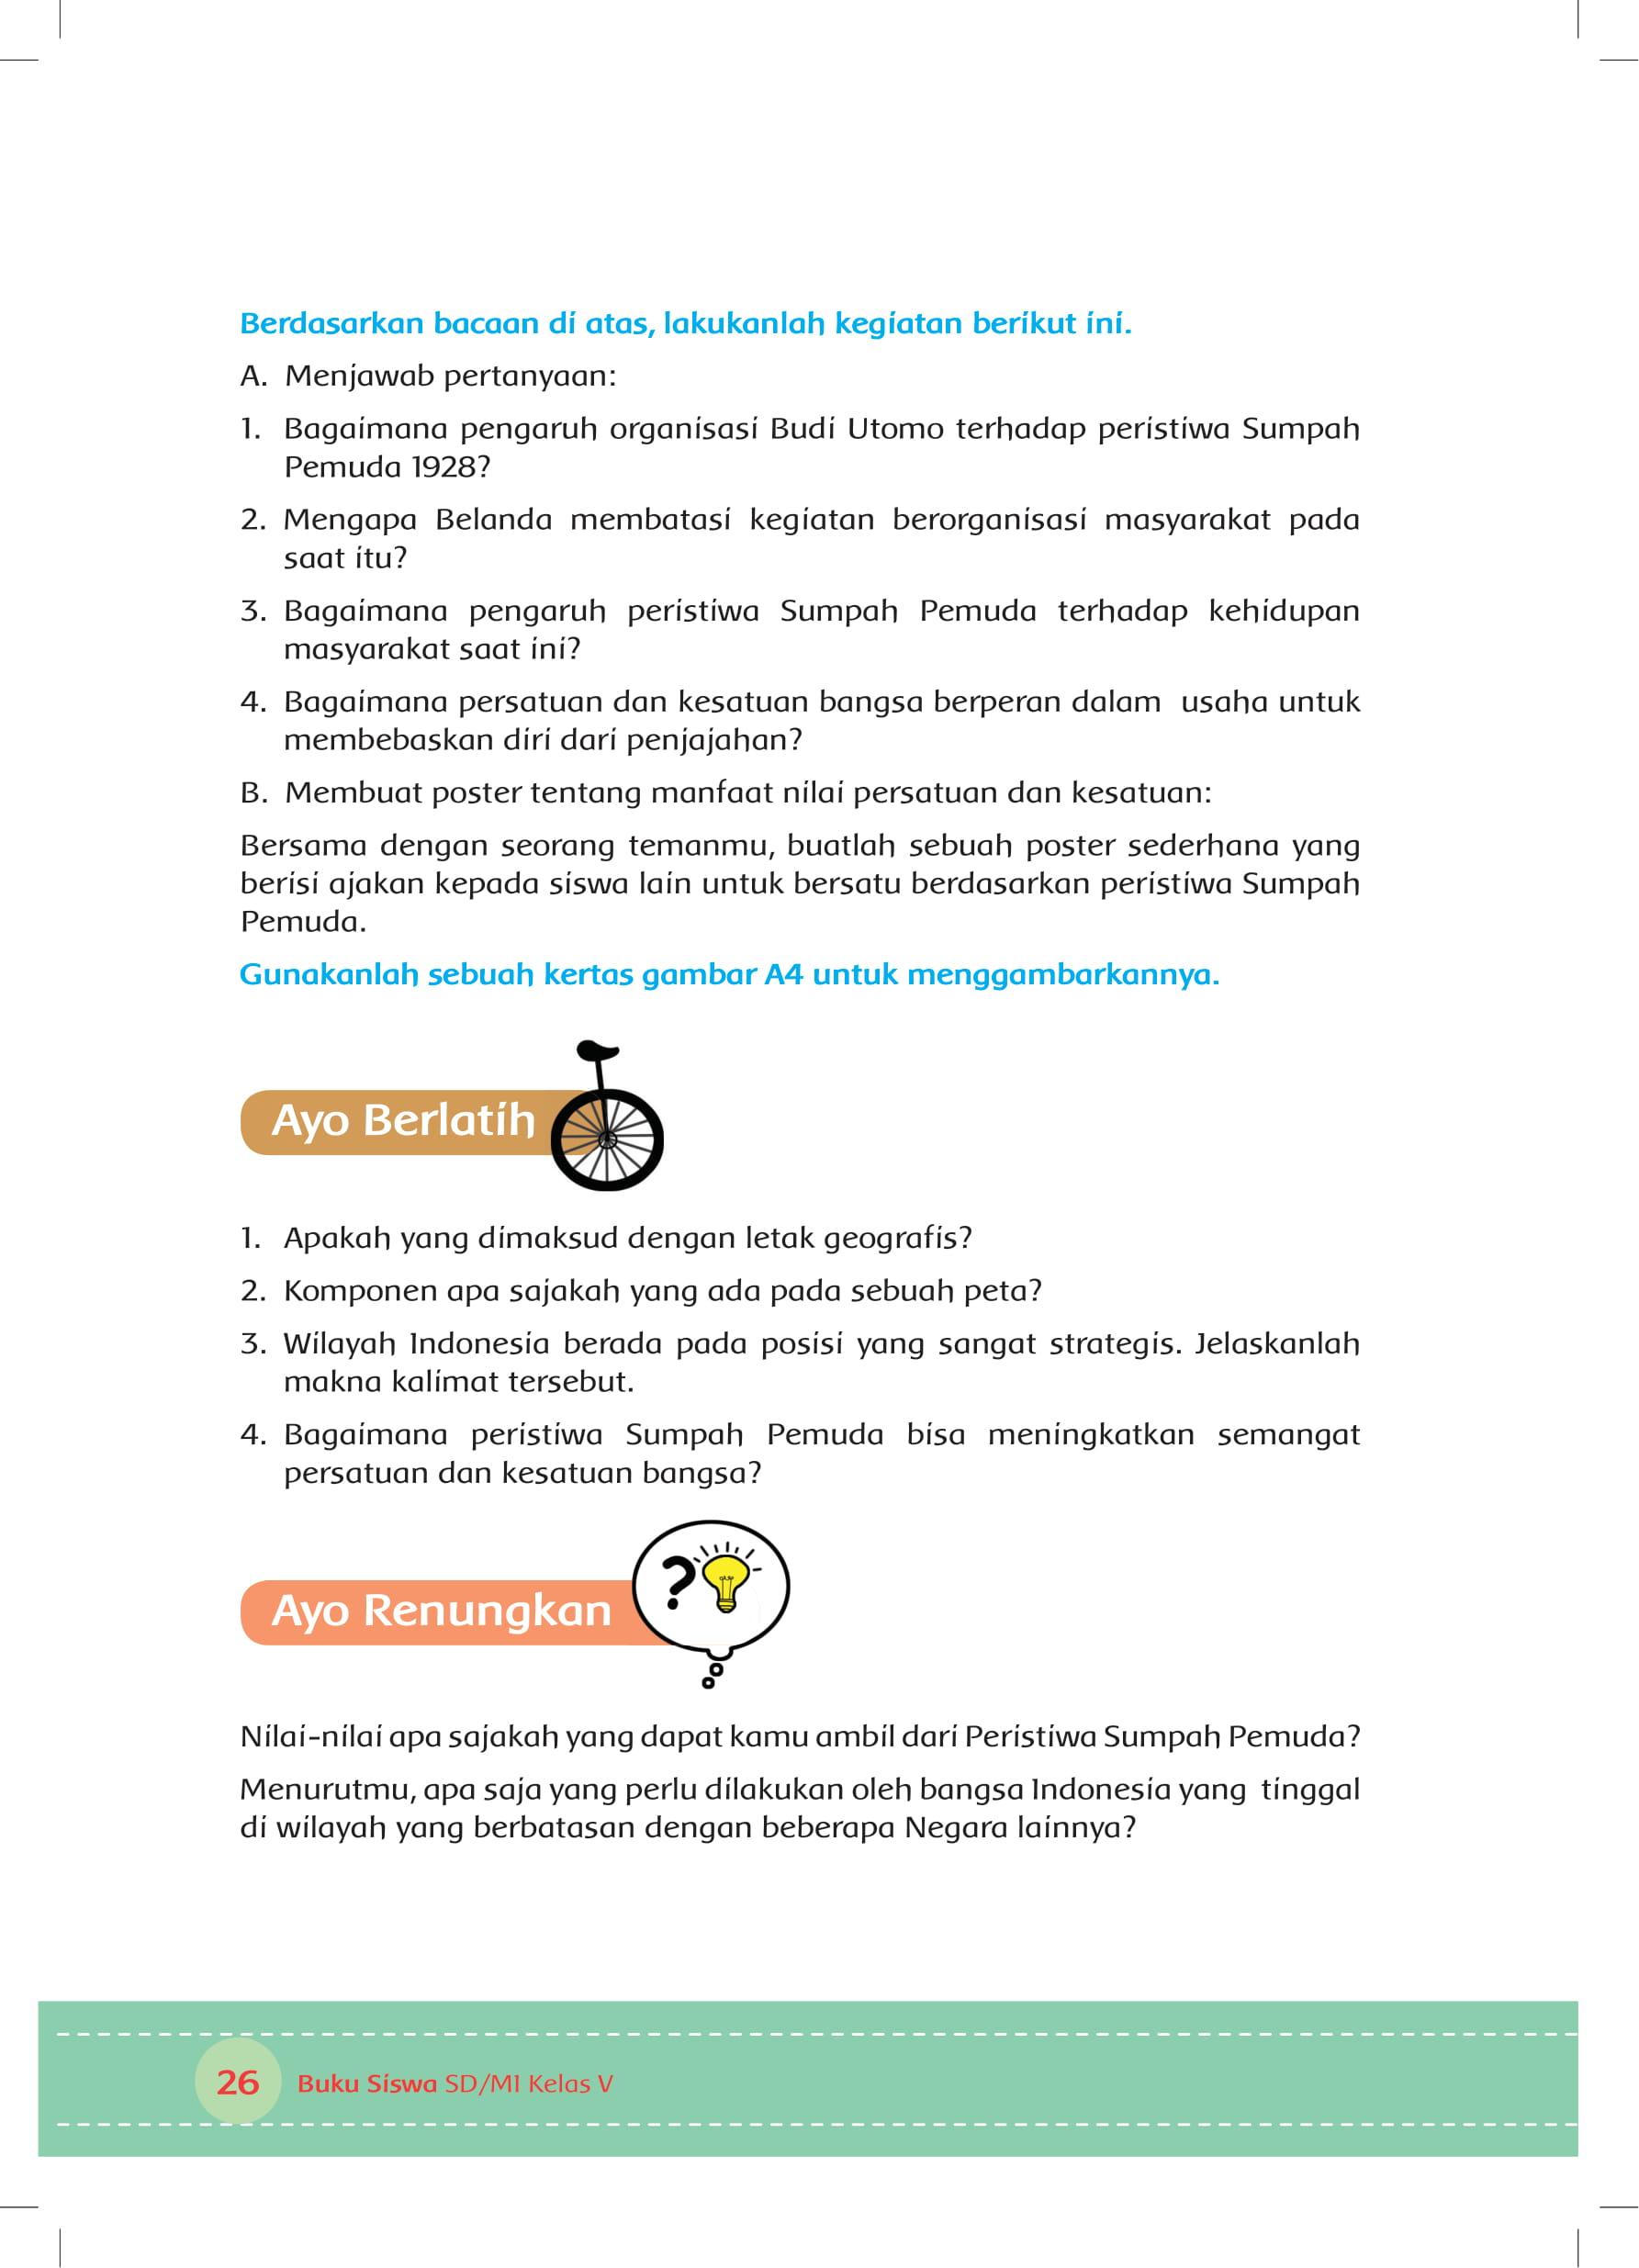 Berdasarkan bacaan di atas, lakukanlah kegiatan berikut ini.
A. Menjawab pertanyaan:
1. Bagaimana pengaruh organisasi Budi Utomo terhadap peristiwa Sumpah
Pemuda 1928?
2. Mengapa Belanda membatasi kegiatan berorganisasi masyarakat pada
saat itu?
3. Bagaimana pengaruh peristiwa Sumpah Pemuda terhadap kehidupan
masyarakat saat ini?
4. Bagaimana persatuan dan kesatuan bangsa berperan dalam usaha untuk
membebaskan diri dari penjajahan?
B. Membuat poster tentang manfaat nilai persatuan dan kesatuan:
Bersama dengan seorang temanmu, buatlah sebuah poster sederhana yang
berisi ajakan kepada siswa lain untuk bersatu berdasarkan peristiwa Sumpah
Pemuda.
Gunakanlah sebuah kertas gambar A4 untuk menggambarkannya.
Ayo Berlatih
1. Apakah yang dimaksud dengan letak geografis?
2. Komponen apa sajakah yang ada pada sebuah peta?
3. Wilayah Indonesia berada pada posisi yang sangat strategis. Jelaskanlah
makna kalimat tersebut.
4. Bagaimana peristiwa Sumpah Pemuda bisa meningkatkan semangat
persatuan dan kesatuan bangsa?
Ayo Renungkan
?
Nilai-nilai apa sajakah yang dapat kamu ambil dari Peristiwa Sumpah Pemuda?
Menurutmu, apa saja yang perlu dilakukan oleh bangsa Indonesia yang tinggal
di wilayah yang berbatasan dengan beberapa Negara lainnya?
26 Buku Siswa SD/MI Kelas V